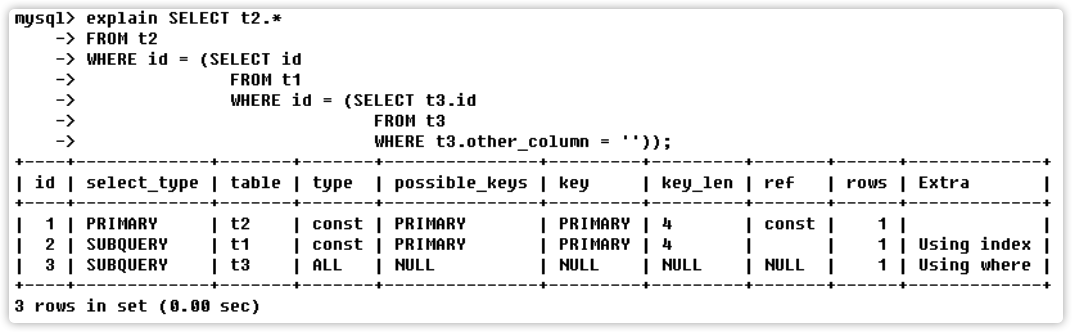 mysql> explain SELECT t2.*
    -> FROM t2
    -> WHERE id = (SELECT id
    ->             FROM t1
    ->             WHERE id = (SELECT t3.id
    ->                         FROM t3
    ->                         WHERE t3.other_column = ''));
+----+-------------+-------+-------+---------------+---------+---------+-------+------+-------------+
| id | select_type | table | type  | possible_keys | key     | key_len | ref   | rows | Extra       |
+----+-------------+-------+-------+---------------+---------+---------+-------+------+-------------+
|  1 | PRIMARY     | t2    | const | PRIMARY       | PRIMARY | 4       | const |    1 |             |
|  2 | SUBQUERY    | t1    | const | PRIMARY       | PRIMARY | 4       |       |    1 | Using index |
|  3 | SUBQUERY    | t3    | ALL   | NULL          | NULL    | NULL    | NULL  |    1 | Using where |
+----+-------------+-------+-------+---------------+---------+---------+-------+------+-------------+
3 rows in set (0.00 sec)